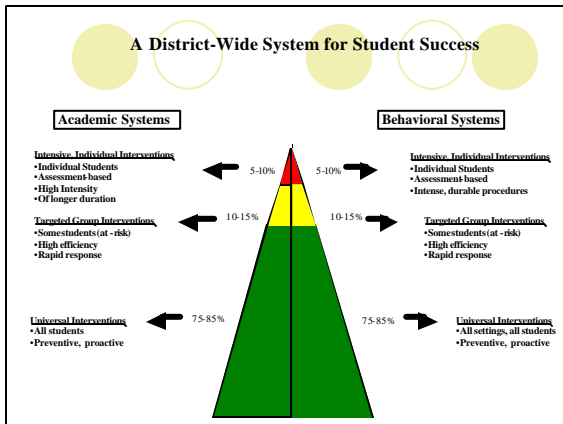 A District-Wide System for Student Success
Academic Systems
Behavioral Systems
Intensive, Individual Interventions
•Individual Students
•Assessment-based
•High Intensity
•Of longer duration
5-10%
5-10%
Intensive, Individual Interventions
•Individual Students
•Assessment-based
•Intense, durable procedures
Targeted Group Interventions
•Some students (at -risk)
•High efficiency
•Rapid response
10-15%
10-15%
Targeted Group Interventions
•Some students (at -risk)
•High efficiency
•Rapid response
Universal Interventions
•All students
•Preventive, proactive
75-85%
75-85%
Universal Interventions
•All settings, all students
•Preventive, proactive